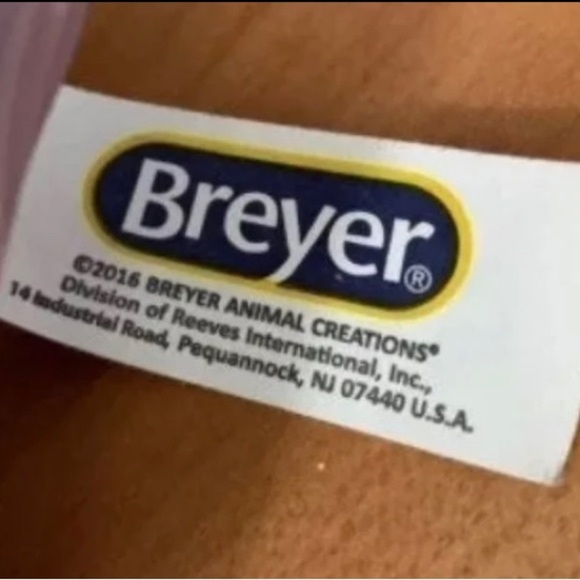 Breyer®
©2016 BREYER ANIMAL CREATIONS®
Division of Reeves International, Inc.,
14 Industrial Road, Pequannock, NJ 07440 U.S.A.